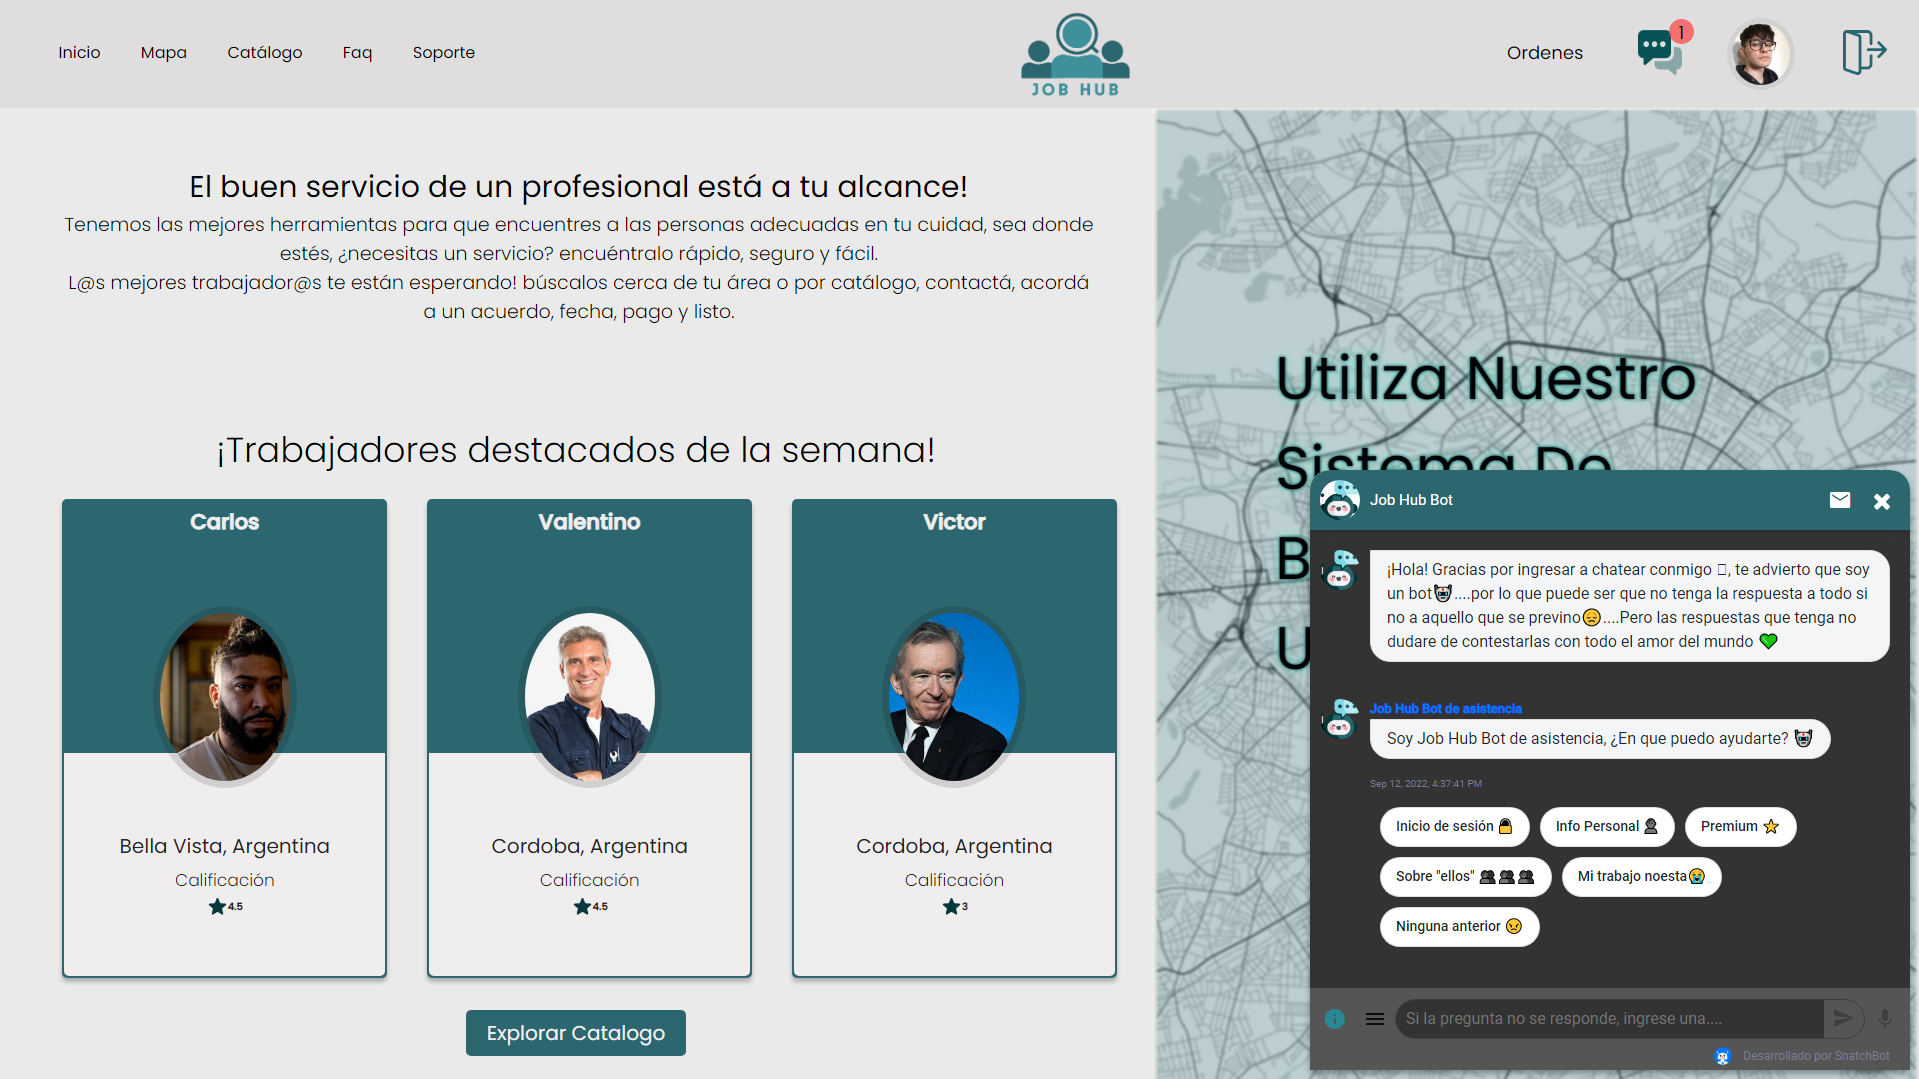 Inicio
Mapa
Catálogo
Faq
Soporte
JOB HUB
Ordenes
1
El buen servicio de un profesional está a tu alcance!
Tenemos las mejores herramientas para que encuentres a las personas adecuadas en tu cuidad, sea donde
estés, ¿necesitas un servicio? encuéntralo rápido, seguro y fácil.
L@s mejores trabajador@s te están esperando! búscalos cerca de tu área o por catálogo, contactá, acordá
a un acuerdo, fecha, pago y listo.
¡Trabajadores destacados de la semana!
Carlos
Bella Vista, Argentina
Calificación
4.5
Valentino
Cordoba, Argentina
Calificación
4.5
Victor
Cordoba, Argentina
Calificación
3
Explorar Catalogo
Utiliza Nuestro
Sistema De
B
U
Job Hub Bot
¡Hola! Gracias por ingresar a chatear conmigo , te advierto que soy
un bot🤖....por lo que puede ser que no tenga la respuesta a todo si
no a aquello que se previno😔....Pero las respuestas que tenga no
dudare de contestarlas con todo el amor del mundo 💚
Job Hub Bot de asistencia
Soy Job Hub Bot de asistencia, ¿En que puedo ayudarte? 🤖
Sep 12, 2022, 4:37:41 PM
Inicio de sesión 🔒
Info Personal 👤
Premium ⭐
Sobre "ellos" 👥👥👥
Mi trabajo noesta😭
Ninguna anterior 😠
Si la pregunta no se responde, ingrese una....
Desarrollado por SnatchBot